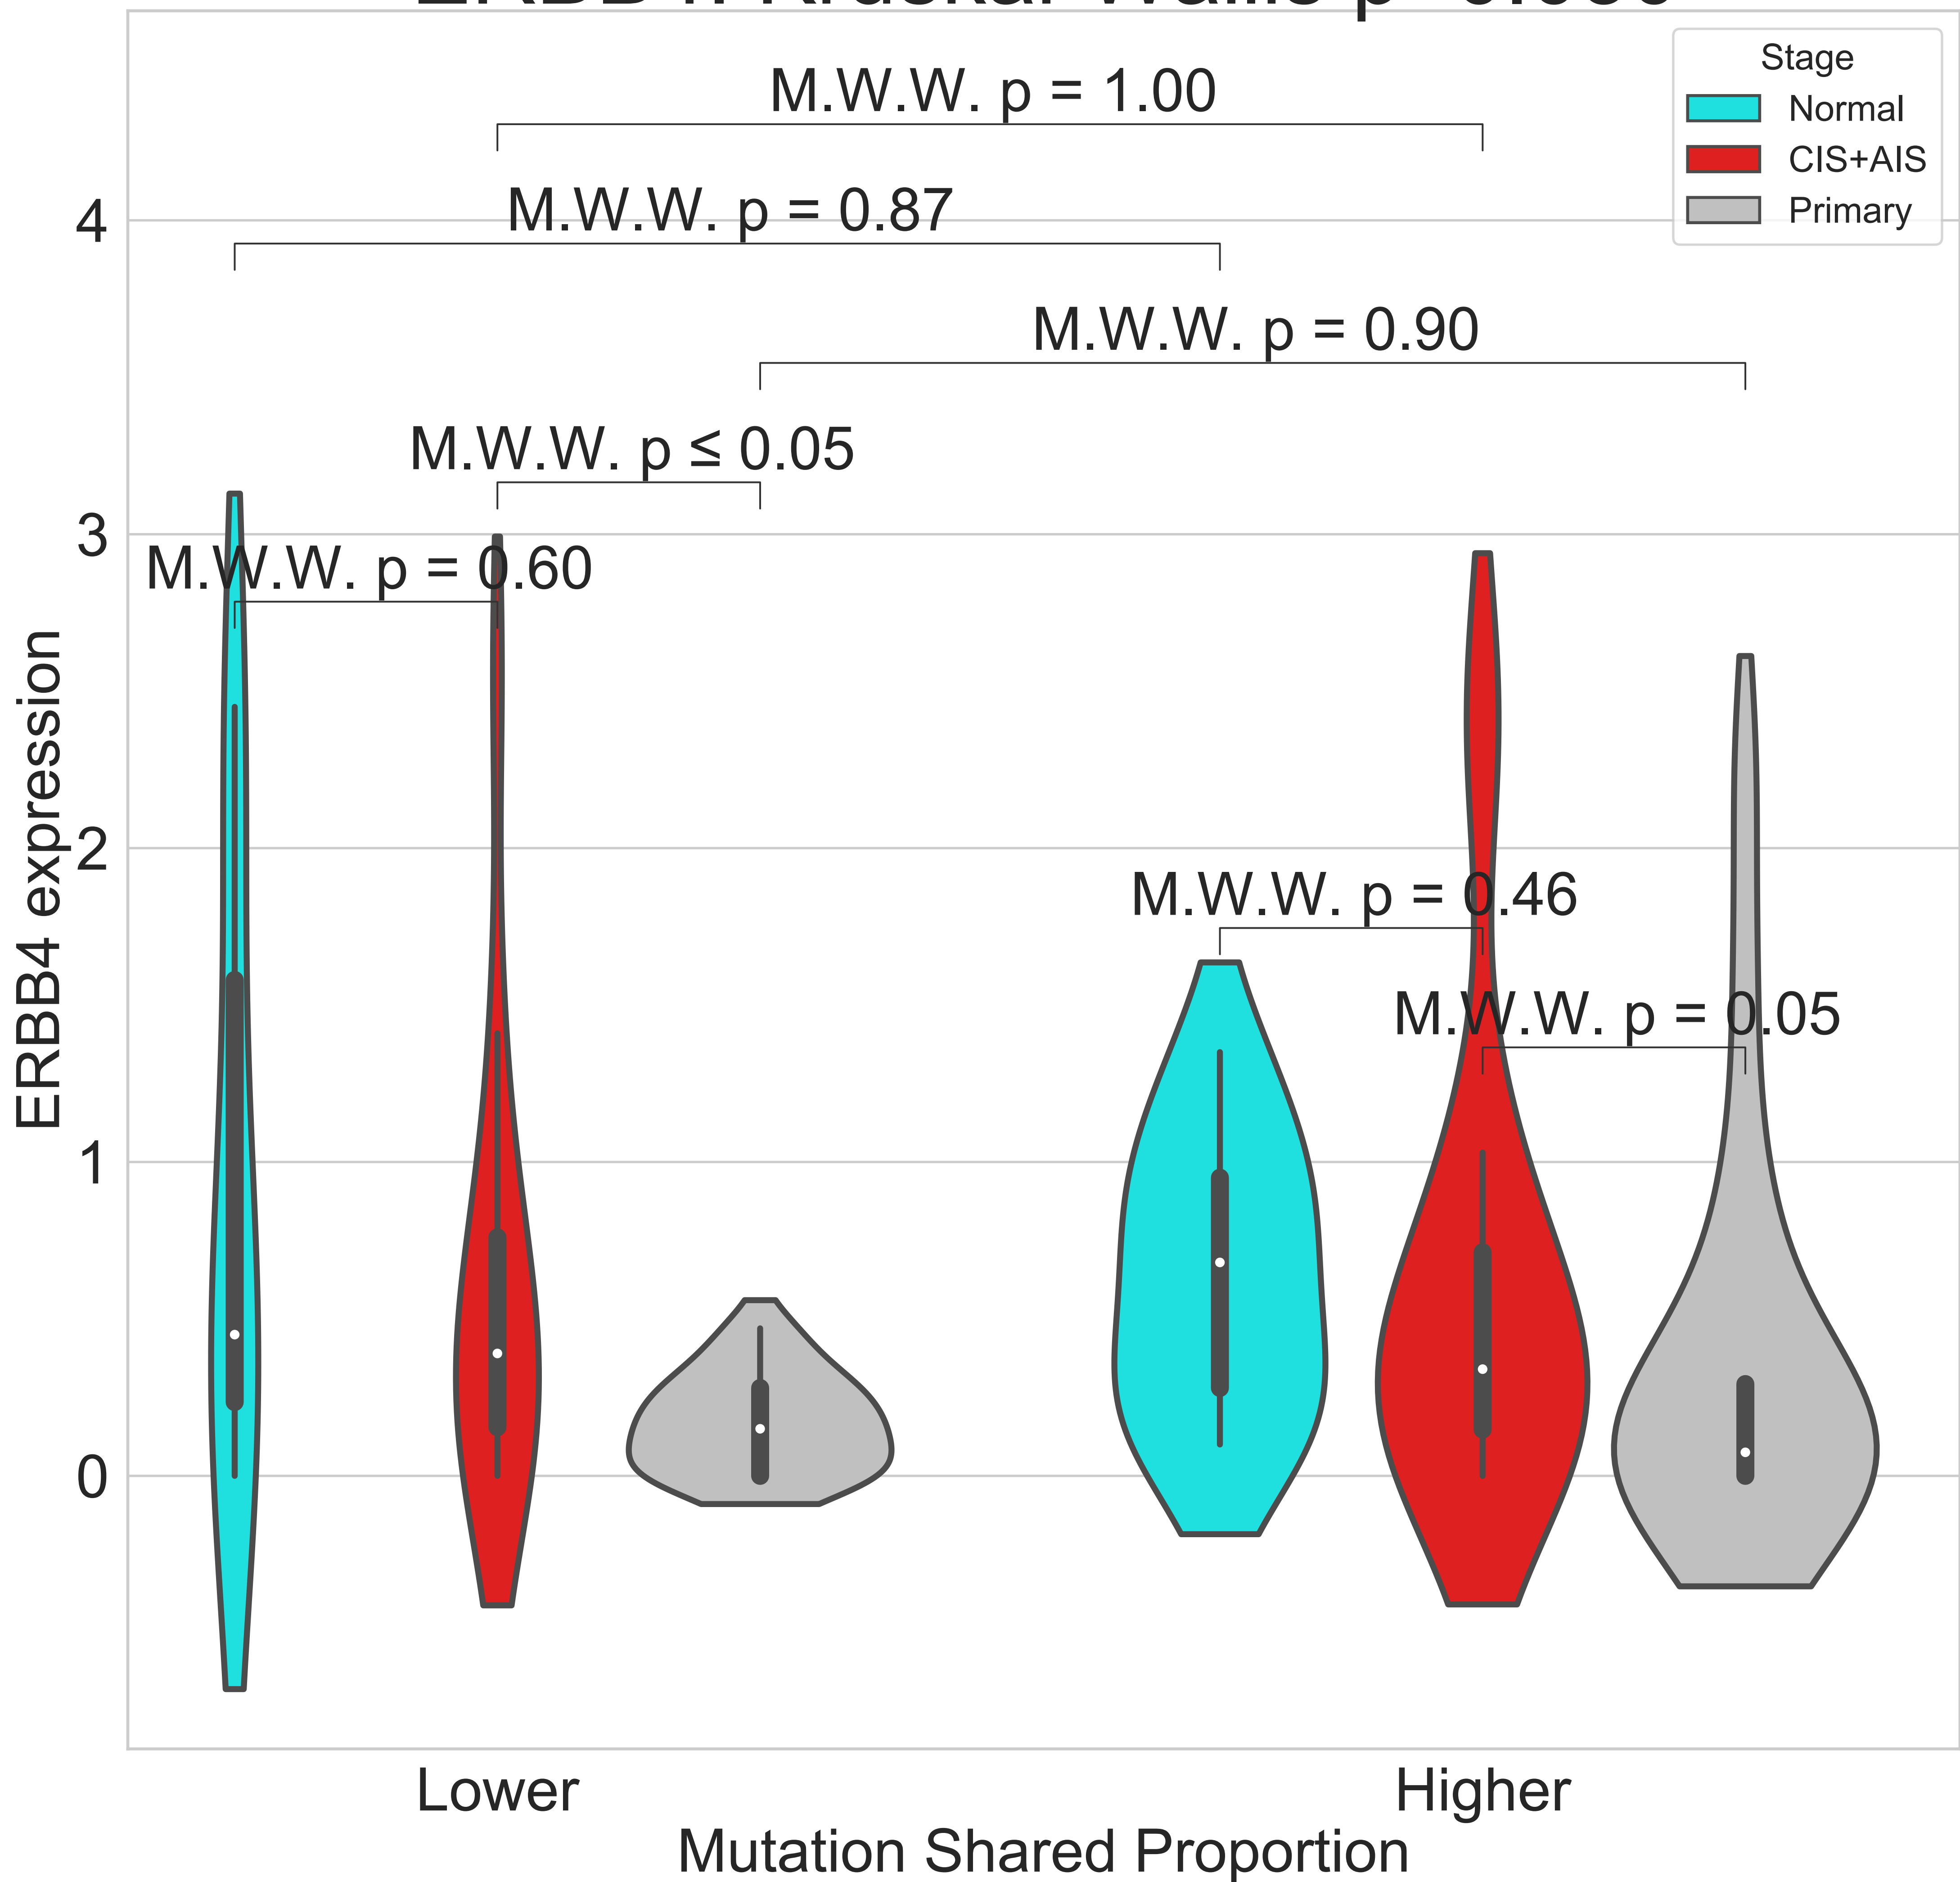 M.W.W. p = 1.00
M.W.W. p = 0.87
M.W.W. p = 0.90
M.W.W. p ≤ 0.05
M.W.W. p = 0.60
M.W.W. p = 0.46
M.W.W. p = 0.05
Stage
Normal
CIS+AIS
Primary
ERBB4 expression
4
3
2
1
0
Lower
Higher
Mutation Shared Proportion